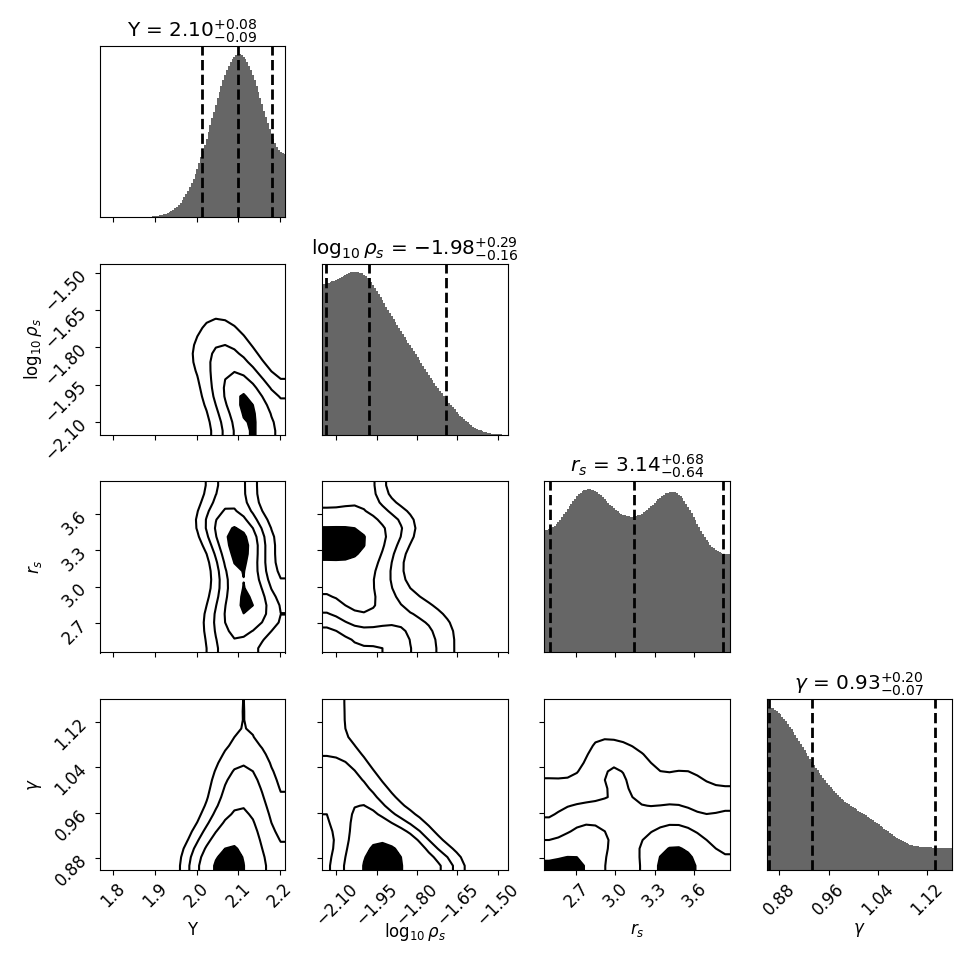 Y = 2.10^{+0.08}_{-0.09}
log₁₀ ρₛ = −1.98^{+0.29}_{-0.16}
−1.50
−1.65
−1.80
−1.95
−2.10
log₁₀ ρₛ
rₛ = 3.14^{+0.68}_{-0.64}
3.6
3.3
3.0
2.7
rₛ
γ = 0.93^{+0.20}_{-0.07}
1.12
1.04
0.96
0.88
γ
1.8 1.9 2.0 2.1 2.2
Y
−2.10 −1.95 −1.80 −1.65 −1.50
log₁₀ ρₛ
2.7 3.0 3.3 3.6
rₛ
0.88 0.96 1.04 1.12
γ